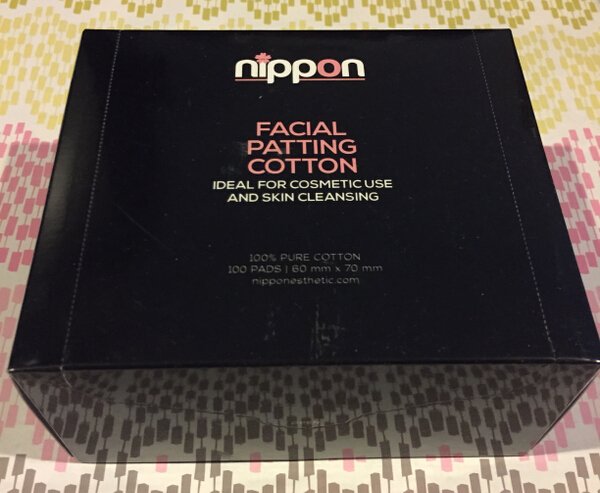 nippon
FACIAL
PATTING
COTTON
IDEAL FOR COSMETIC USE
AND SKIN CLEANSING
100% PURE COTTON
100 PADS | 60 mm x 70 mm
nipponesthetic.com